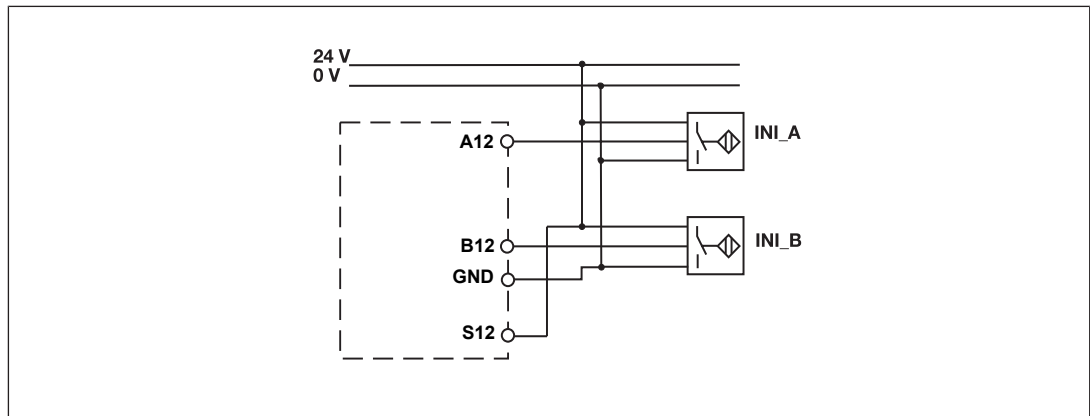 24 V
0 V
A12
INI_A
B12
INI_B
GND
S12